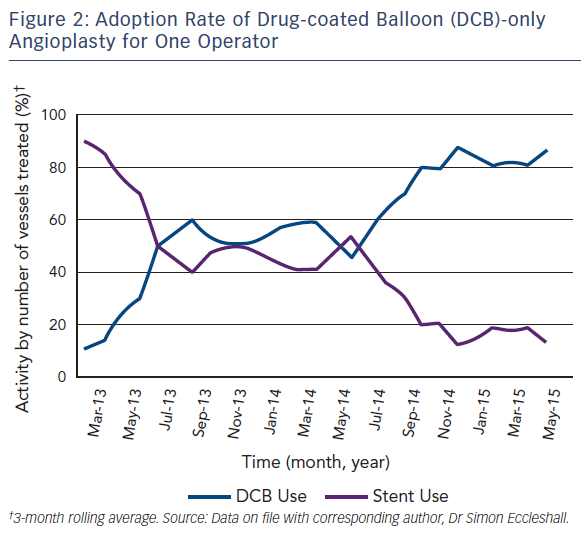 Figure 2: Adoption Rate of Drug-coated Balloon (DCB)-only
Angioplasty for One Operator
Activity by number of vessels treated (%)†
100
80
60
40
20
0
Mar-13
May-13
Jul-13
Sep-13
Nov-13
Jan-14
Mar-14
May-14
Jul-14
Sep-14
Nov-14
Jan-15
Mar-15
May-15
Time (month, year)
DCB Use
Stent Use
†3-month rolling average. Source: Data on file with corresponding author, Dr Simon Eccleshall.